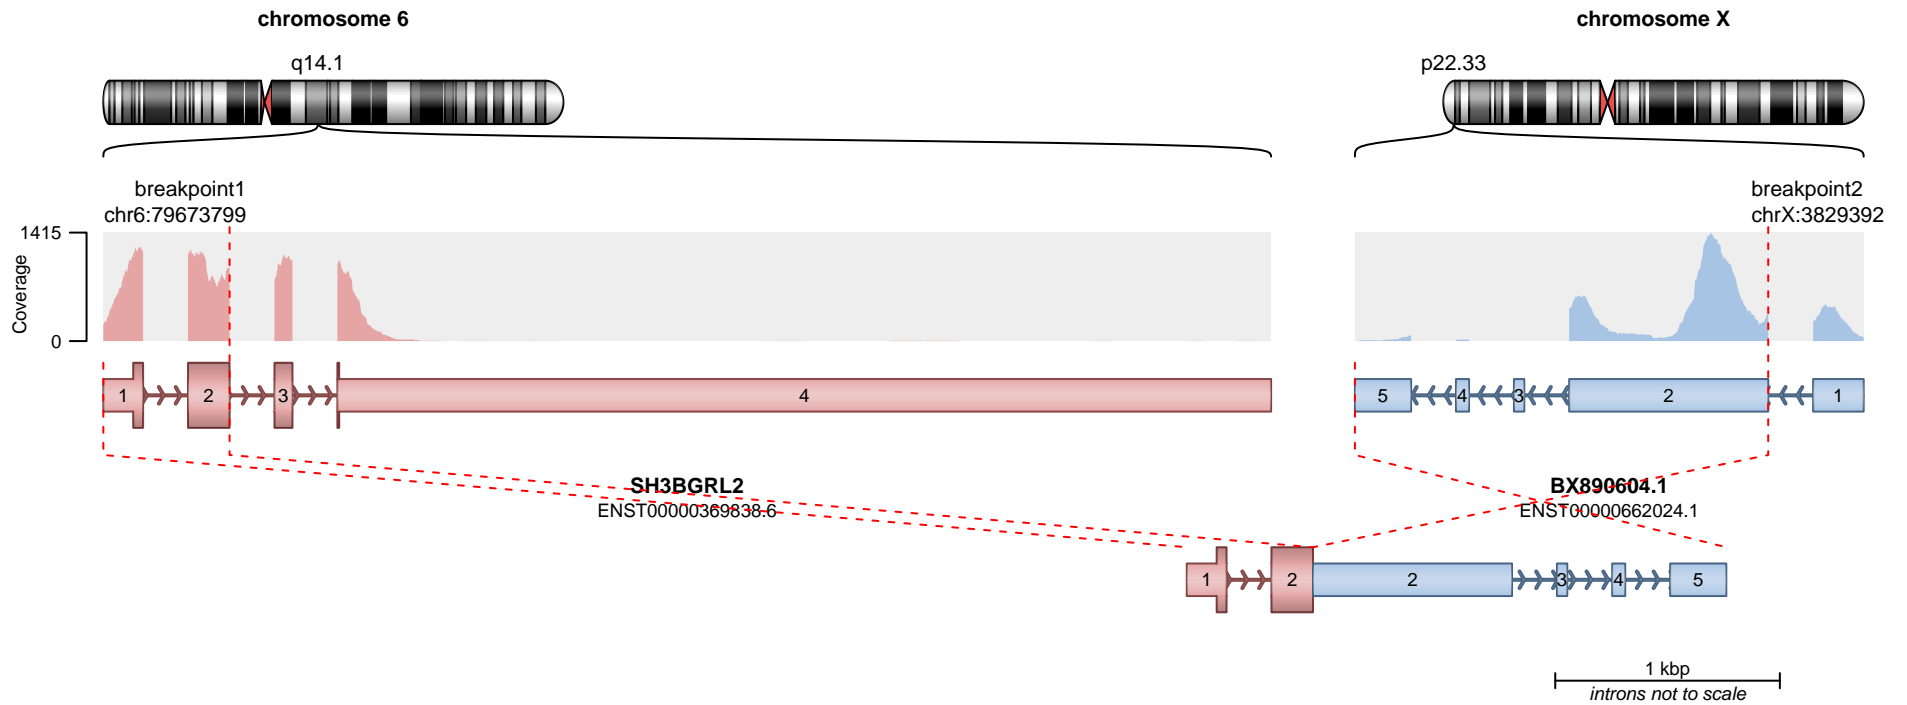 chromosome 6
chromosome X
q14.1
p22.33
breakpoint1
chr6:79673799
breakpoint2
chrX:3829392
1415
Coverage
0
1 2 3 4
5 4 3 2 1
SH3BGRL2
ENST00000369838.6
BX890604.1
ENST00000662024.1
1 2 2 3 4 5
1 kbp
introns not to scale